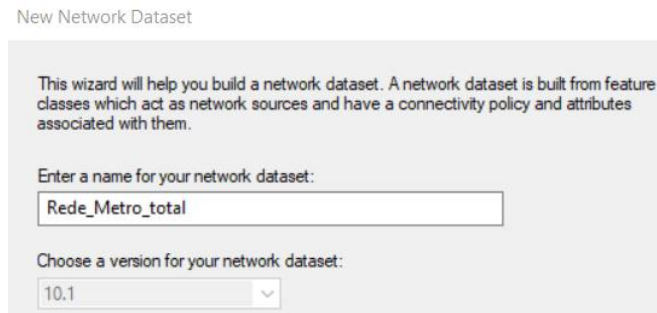 New Network Dataset
This wizard will help you build a network dataset. A network dataset is built from feature
classes which act as network sources and have a connectivity policy and attributes
associated with them.
Enter a name for your network dataset:
Rede_Metro_total
Choose a version for your network dataset:
10.1